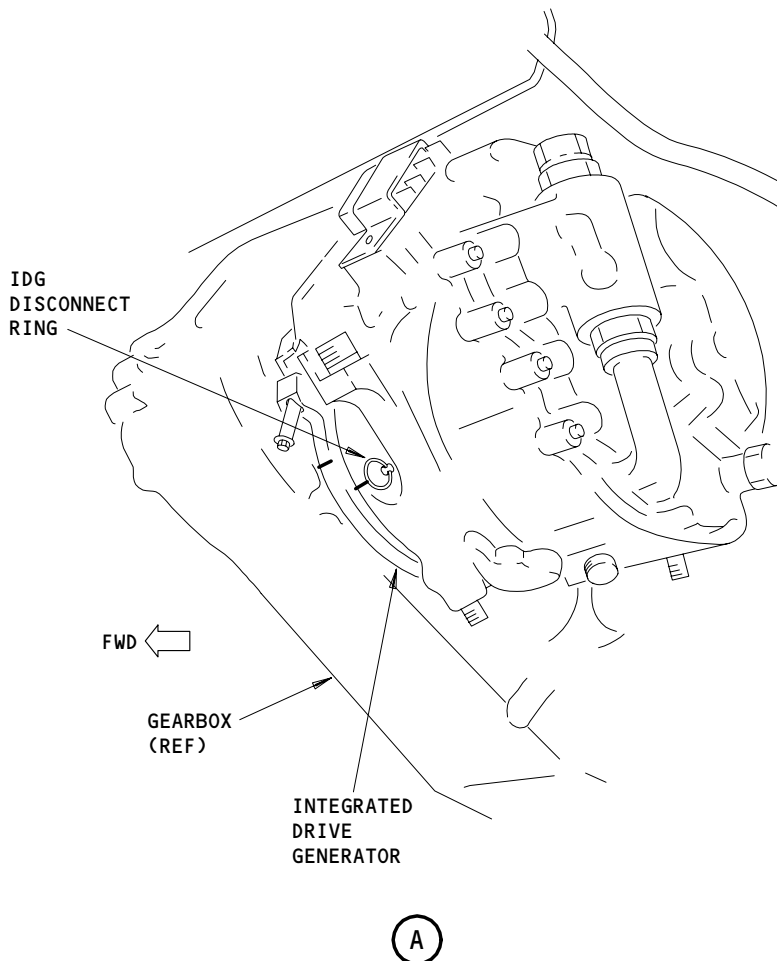 IDG
DISCONNECT
RING
FWD
GEARBOX
(REF)
INTEGRATED
DRIVE
GENERATOR
A